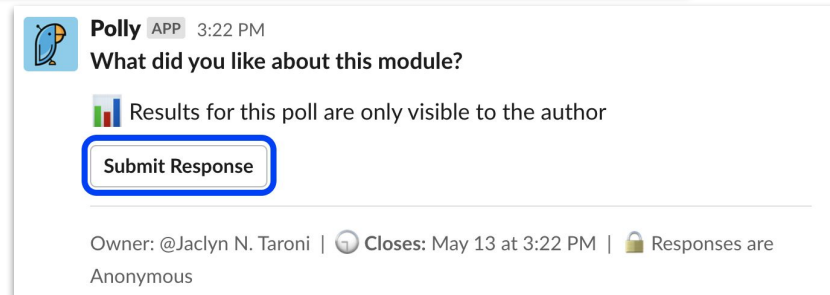 Polly APP 3:22 PM
What did you like about this module?
Results for this poll are only visible to the author
Submit Response
Owner: @Jaclyn N. Taroni | Closes: May 13 at 3:22 PM | Responses are
Anonymous